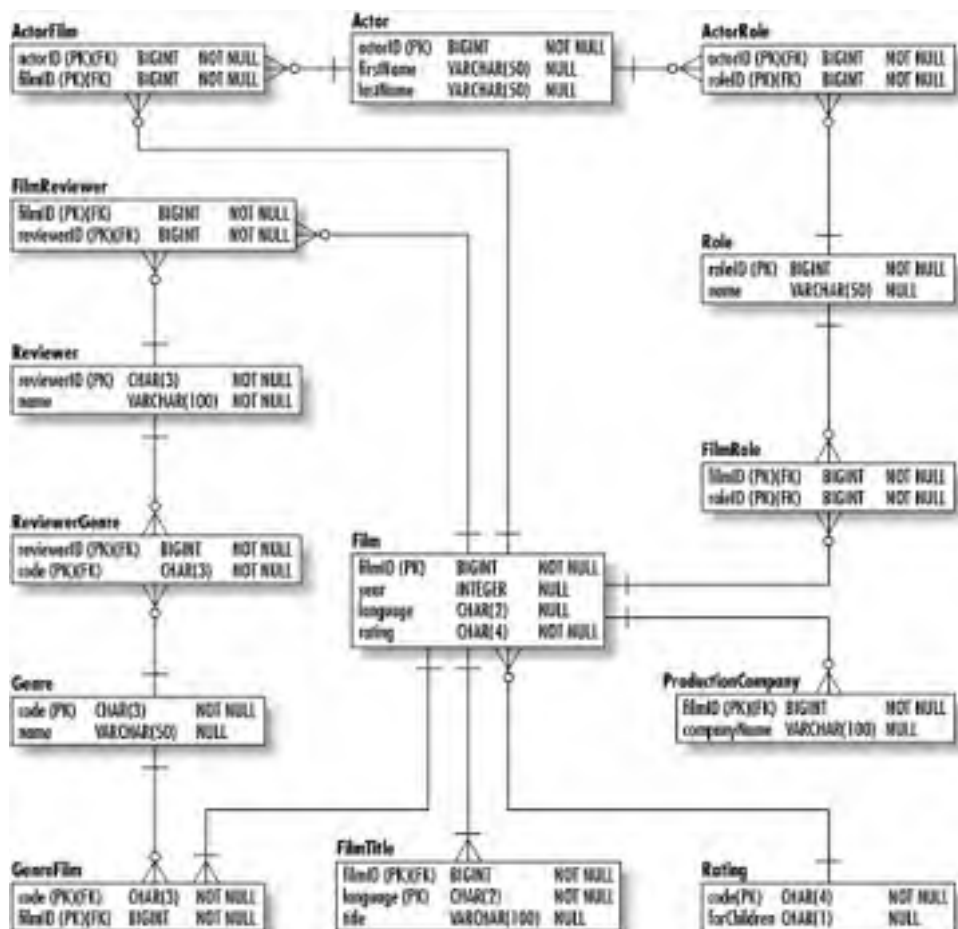 ActorFilm
actorID (PK)(FK) BIGINT NOT NULL
filmID (PK)(FK) BIGINT NOT NULL
Actor
actorID (PK) BIGINT NOT NULL
firstName VARCHAR(50) NULL
lastName VARCHAR(50) NULL
ActorRole
actorID (PK)(FK) BIGINT NOT NULL
roleID (PK)(FK) BIGINT NOT NULL
FilmReviewer
filmID (PK)(FK) BIGINT NOT NULL
reviewerID (PK)(FK) BIGINT NOT NULL
Role
roleID (PK) BIGINT NOT NULL
name VARCHAR(50) NULL
Reviewer
reviewerID (PK) CHAR(3) NOT NULL
name VARCHAR(100) NOT NULL
FilmRole
filmID (PK)(FK) BIGINT NOT NULL
roleID (PK)(FK) BIGINT NOT NULL
ReviewerGenre
reviewerID (PK)(FK) BIGINT NOT NULL
code (PK)(FK) CHAR(3) NOT NULL
Film
filmID (PK) BIGINT NOT NULL
year INTEGER NULL
language CHAR(2) NULL
rating CHAR(4) NOT NULL
Genre
code (PK) CHAR(3) NOT NULL
name VARCHAR(50) NULL
ProductionCompany
filmID (PK)(FK) BIGINT NOT NULL
companyName VARCHAR(100) NULL
GenreFilm
code (PK)(FK) CHAR(3) NOT NULL
filmID (PK)(FK) BIGINT NOT NULL
FilmTitle
filmID (PK)(FK) BIGINT NOT NULL
language (PK) CHAR(2) NOT NULL
title VARCHAR(100) NULL
Rating
code(PK) CHAR(4) NOT NULL
forChildren CHAR(1) NULL